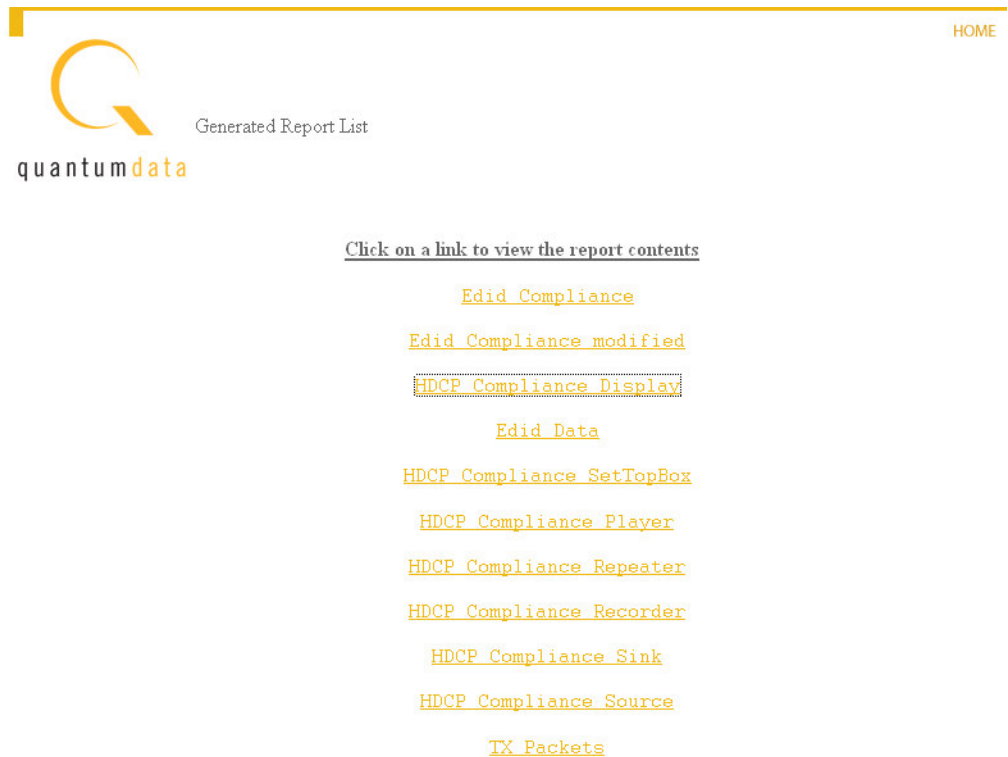 HOME
Generated Report List
quantumdata
Click on a link to view the report contents
Edid Compliance
Edid Compliance modified
HDCP Compliance Display
Edid Data
HDCP Compliance SetTopBox
HDCP Compliance Player
HDCP Compliance Repeater
HDCP Compliance Recorder
HDCP Compliance Sink
HDCP Compliance Source
TX Packets